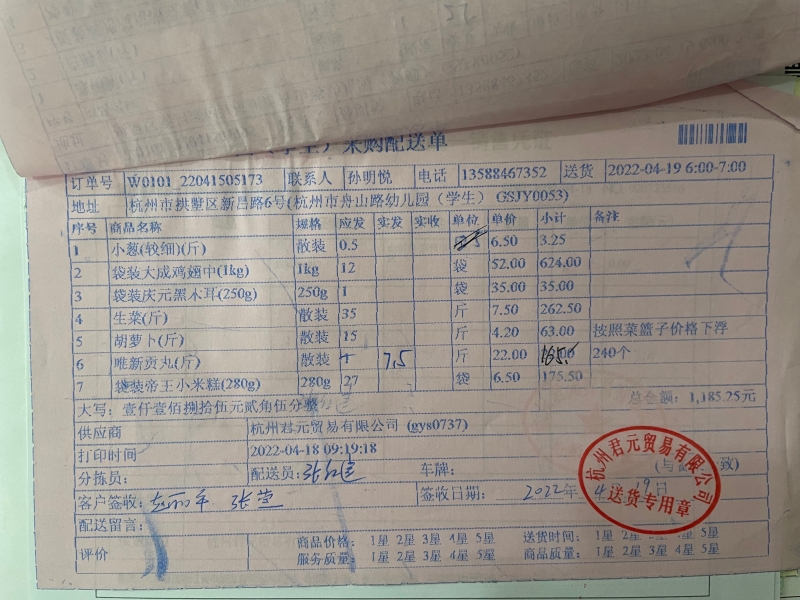 采购配送单
订单号 W0101_22041505173 联系人 孙明悦 电话 13588467352 送货 2022-04-19 6:00-7:00
地址 杭州市拱墅区新昌路6号(杭州市舟山路幼儿园（学生） GSJY0053)
序号 商品名称 规格 应发 实发 实收 单位 单价 小计 备注
1 小葱(较细)(斤) 散装 0.5 6.50 3.25
2 袋装大成鸡翅中(1kg) 1kg 12 袋 52.00 624.00
3 袋装庆元黑木耳(250g) 250g 1 袋 35.00 35.00
4 生菜(斤) 散装 35 斤 7.50 262.50
5 胡萝卜(斤) 散装 15 斤 4.20 63.00 按照菜篮子价格下浮
6 唯新贡丸(斤) 散装 7.5 斤 22.00 165. 240个
7 袋装帝王小米糕(280g) 280g 27 袋 6.50 175.50
大写：壹仟壹佰捌拾伍元贰角伍分整 总金额：1,185.25元
供应商 杭州君元贸易有限公司 (gys0737)
打印时间 2022-04-18 09:19:18
分拣员： 配送员： 车牌： (与 致)
客户签收： 签收日期： 2022年 4 19日
配送留言：
评价 商品价格： 1星 2星 3星 4星 5星 送货时间： 1星 2星 3星 4星 5星
服务质量： 1星 2星 3星 4星 5星 商品质量： 1星 2星 3星 4星 5星
杭州君元贸易有限公司
送货专用章